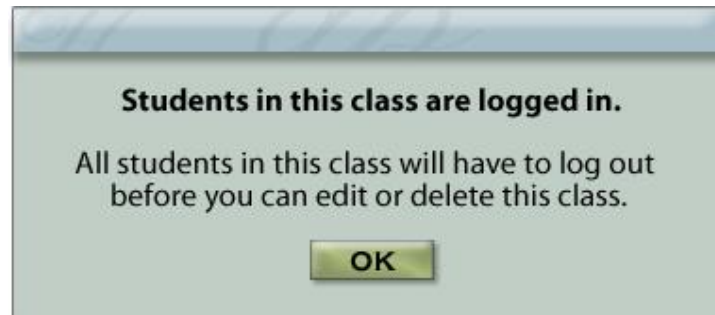 Students in this class are logged in.
All students in this class will have to log out
before you can edit or delete this class.
OK